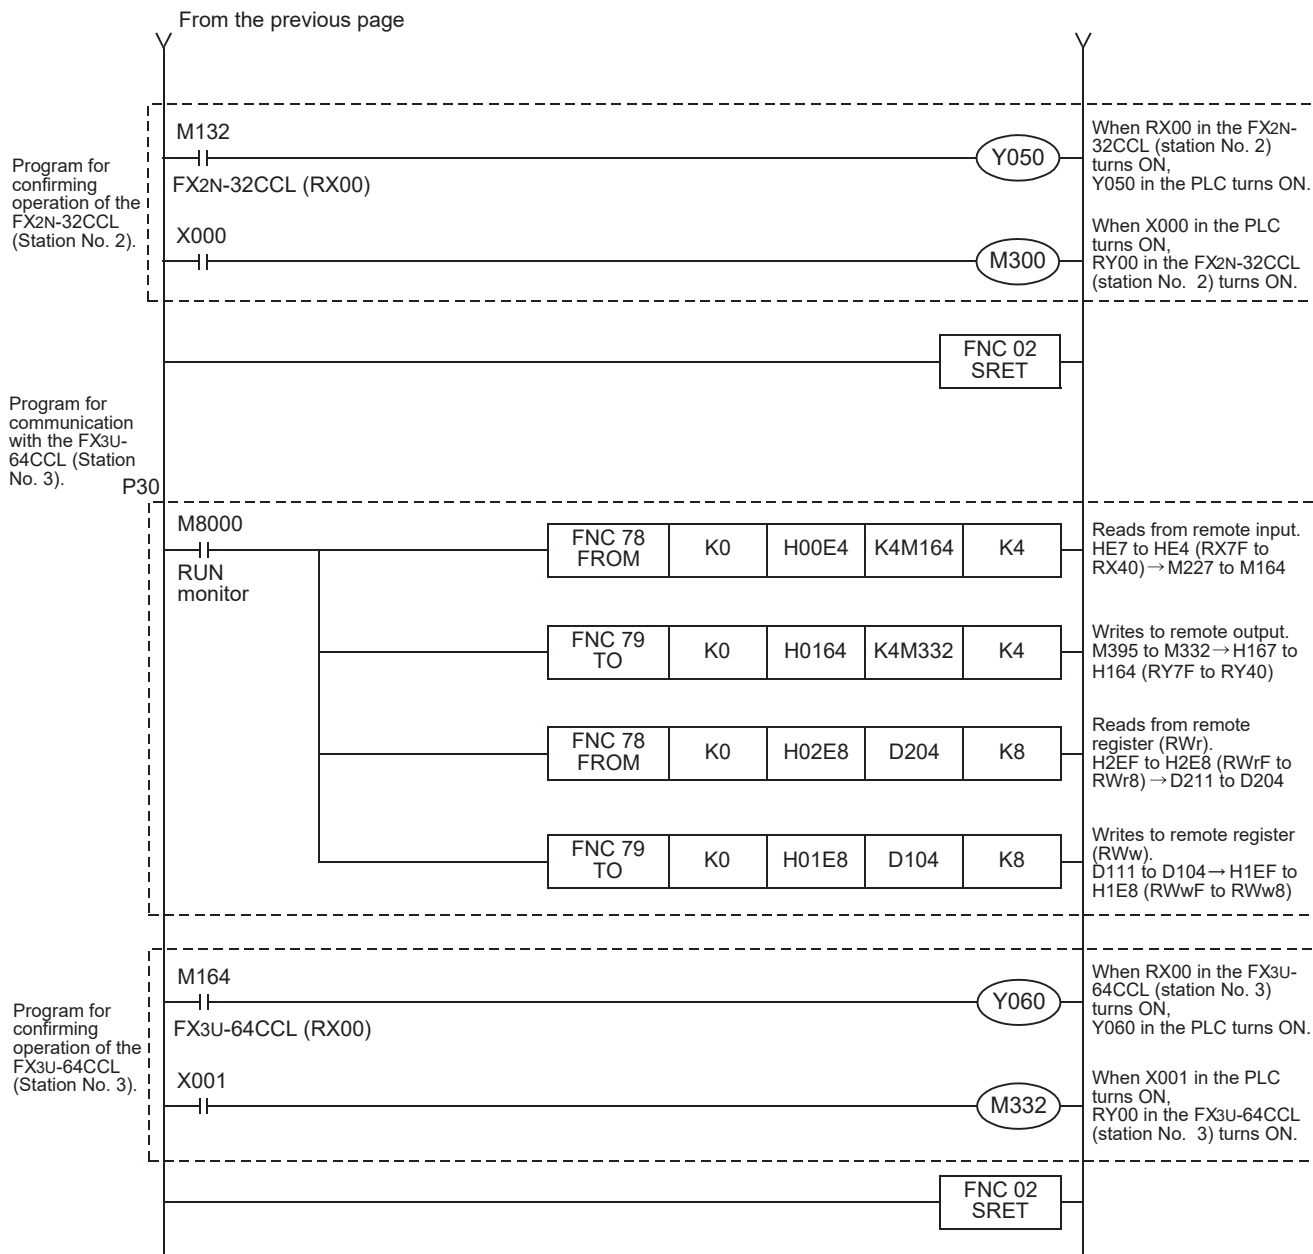 From the previous page
Program for
confirming
operation of the
FX2N-32CCL
(Station No. 2).
M132
FX2N-32CCL (RX00)
Y050
When RX00 in the FX2N-
32CCL (station No. 2)
turns ON,
Y050 in the PLC turns ON.
X000
M300
When X000 in the PLC
turns ON,
RY00 in the FX2N-32CCL
(station No. 2) turns ON.
FNC 02
SRET
Program for
communication
with the FX3U-
64CCL (Station
No. 3).
P30
M8000
RUN
monitor
FNC 78
FROM
K0
H00E4
K4M164
K4
Reads from remote input.
HE7 to HE4 (RX7F to
RX40)→M227 to M164
FNC 79
TO
K0
H0164
K4M332
K4
Writes to remote output.
M395 to M332→H167 to
H164 (RY7F to RY40)
FNC 78
FROM
K0
H02E8
D204
K8
Reads from remote
register (RWr).
H2EF to H2E8 (RWrF to
RWr8)→D211 to D204
FNC 79
TO
K0
H01E8
D104
K8
Writes to remote register
(RWw).
D111 to D104→H1EF to
H1E8 (RWwF to RWw8)
Program for
confirming
operation of the
FX3U-64CCL
(Station No. 3).
M164
FX3U-64CCL (RX00)
Y060
When RX00 in the FX3U-
64CCL (station No. 3)
turns ON,
Y060 in the PLC turns ON.
X001
M332
When X001 in the PLC
turns ON,
RY00 in the FX3U-64CCL
(station No. 3) turns ON.
FNC 02
SRET